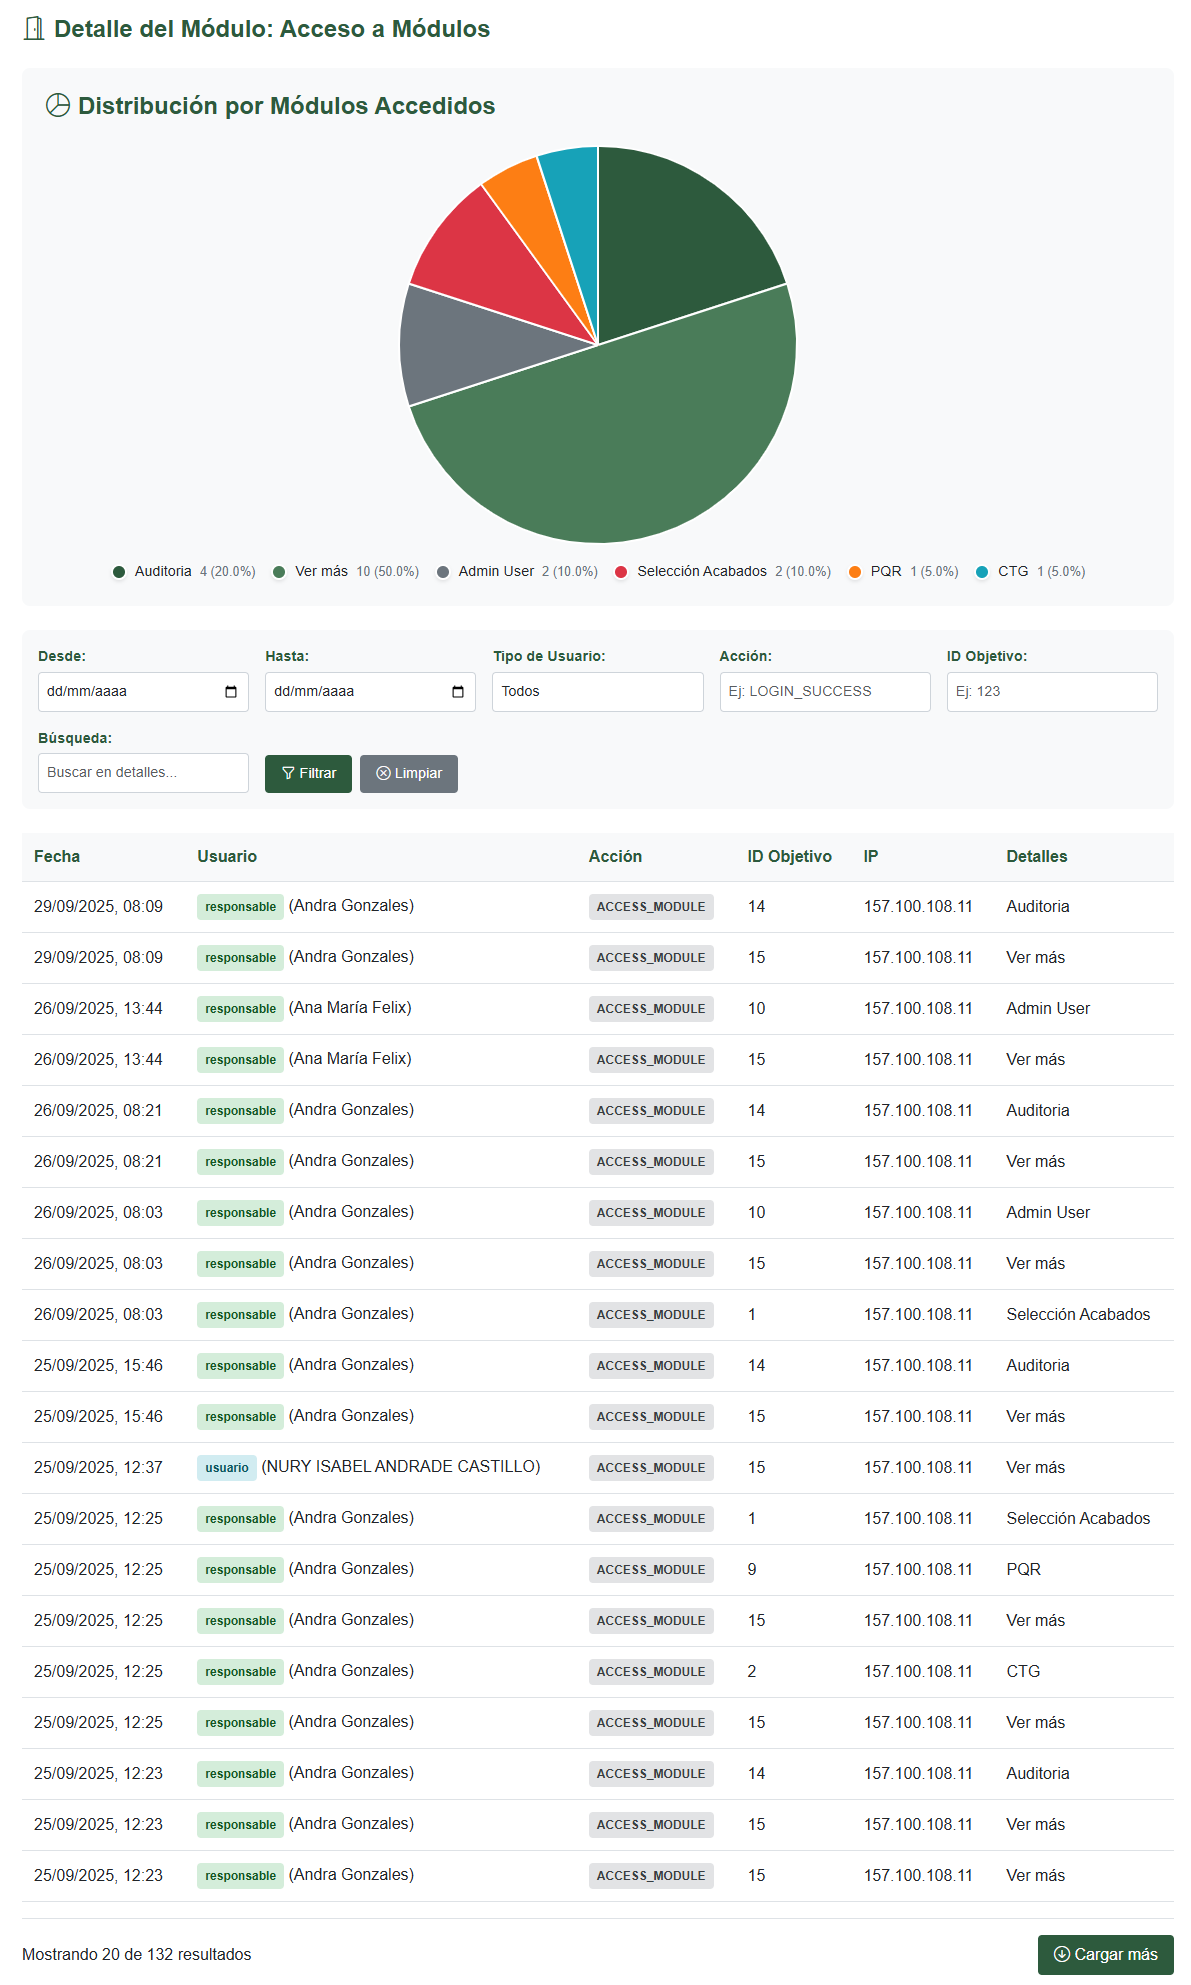 Detalle del Módulo: Acceso a Módulos
Distribución por Módulos Accedidos
Auditoria 4 (20.0%) Ver más 10 (50.0%) Admin User 2 (10.0%) Selección Acabados 2 (10.0%) PQR 1 (5.0%) CTG 1 (5.0%)
Desde: Hasta: Tipo de Usuario: Acción: ID Objetivo:
dd/mm/aaaa dd/mm/aaaa Todos Ej: LOGIN_SUCCESS Ej: 123
Búsqueda:
Buscar en detalles... Filtrar Limpiar
Fecha Usuario Acción ID Objetivo IP Detalles
29/09/2025, 08:09 responsable (Andra Gonzales) ACCESS_MODULE 14 157.100.108.11 Auditoria
29/09/2025, 08:09 responsable (Andra Gonzales) ACCESS_MODULE 15 157.100.108.11 Ver más
26/09/2025, 13:44 responsable (Ana María Felix) ACCESS_MODULE 10 157.100.108.11 Admin User
26/09/2025, 13:44 responsable (Ana María Felix) ACCESS_MODULE 15 157.100.108.11 Ver más
26/09/2025, 08:21 responsable (Andra Gonzales) ACCESS_MODULE 14 157.100.108.11 Auditoria
26/09/2025, 08:21 responsable (Andra Gonzales) ACCESS_MODULE 15 157.100.108.11 Ver más
26/09/2025, 08:03 responsable (Andra Gonzales) ACCESS_MODULE 10 157.100.108.11 Admin User
26/09/2025, 08:03 responsable (Andra Gonzales) ACCESS_MODULE 15 157.100.108.11 Ver más
26/09/2025, 08:03 responsable (Andra Gonzales) ACCESS_MODULE 1 157.100.108.11 Selección Acabados
25/09/2025, 15:46 responsable (Andra Gonzales) ACCESS_MODULE 14 157.100.108.11 Auditoria
25/09/2025, 15:46 responsable (Andra Gonzales) ACCESS_MODULE 15 157.100.108.11 Ver más
25/09/2025, 12:37 usuario (NURY ISABEL ANDRADE CASTILLO) ACCESS_MODULE 15 157.100.108.11 Ver más
25/09/2025, 12:25 responsable (Andra Gonzales) ACCESS_MODULE 1 157.100.108.11 Selección Acabados
25/09/2025, 12:25 responsable (Andra Gonzales) ACCESS_MODULE 9 157.100.108.11 PQR
25/09/2025, 12:25 responsable (Andra Gonzales) ACCESS_MODULE 15 157.100.108.11 Ver más
25/09/2025, 12:25 responsable (Andra Gonzales) ACCESS_MODULE 2 157.100.108.11 CTG
25/09/2025, 12:25 responsable (Andra Gonzales) ACCESS_MODULE 15 157.100.108.11 Ver más
25/09/2025, 12:23 responsable (Andra Gonzales) ACCESS_MODULE 14 157.100.108.11 Auditoria
25/09/2025, 12:23 responsable (Andra Gonzales) ACCESS_MODULE 15 157.100.108.11 Ver más
25/09/2025, 12:23 responsable (Andra Gonzales) ACCESS_MODULE 15 157.100.108.11 Ver más
Mostrando 20 de 132 resultados Cargar más